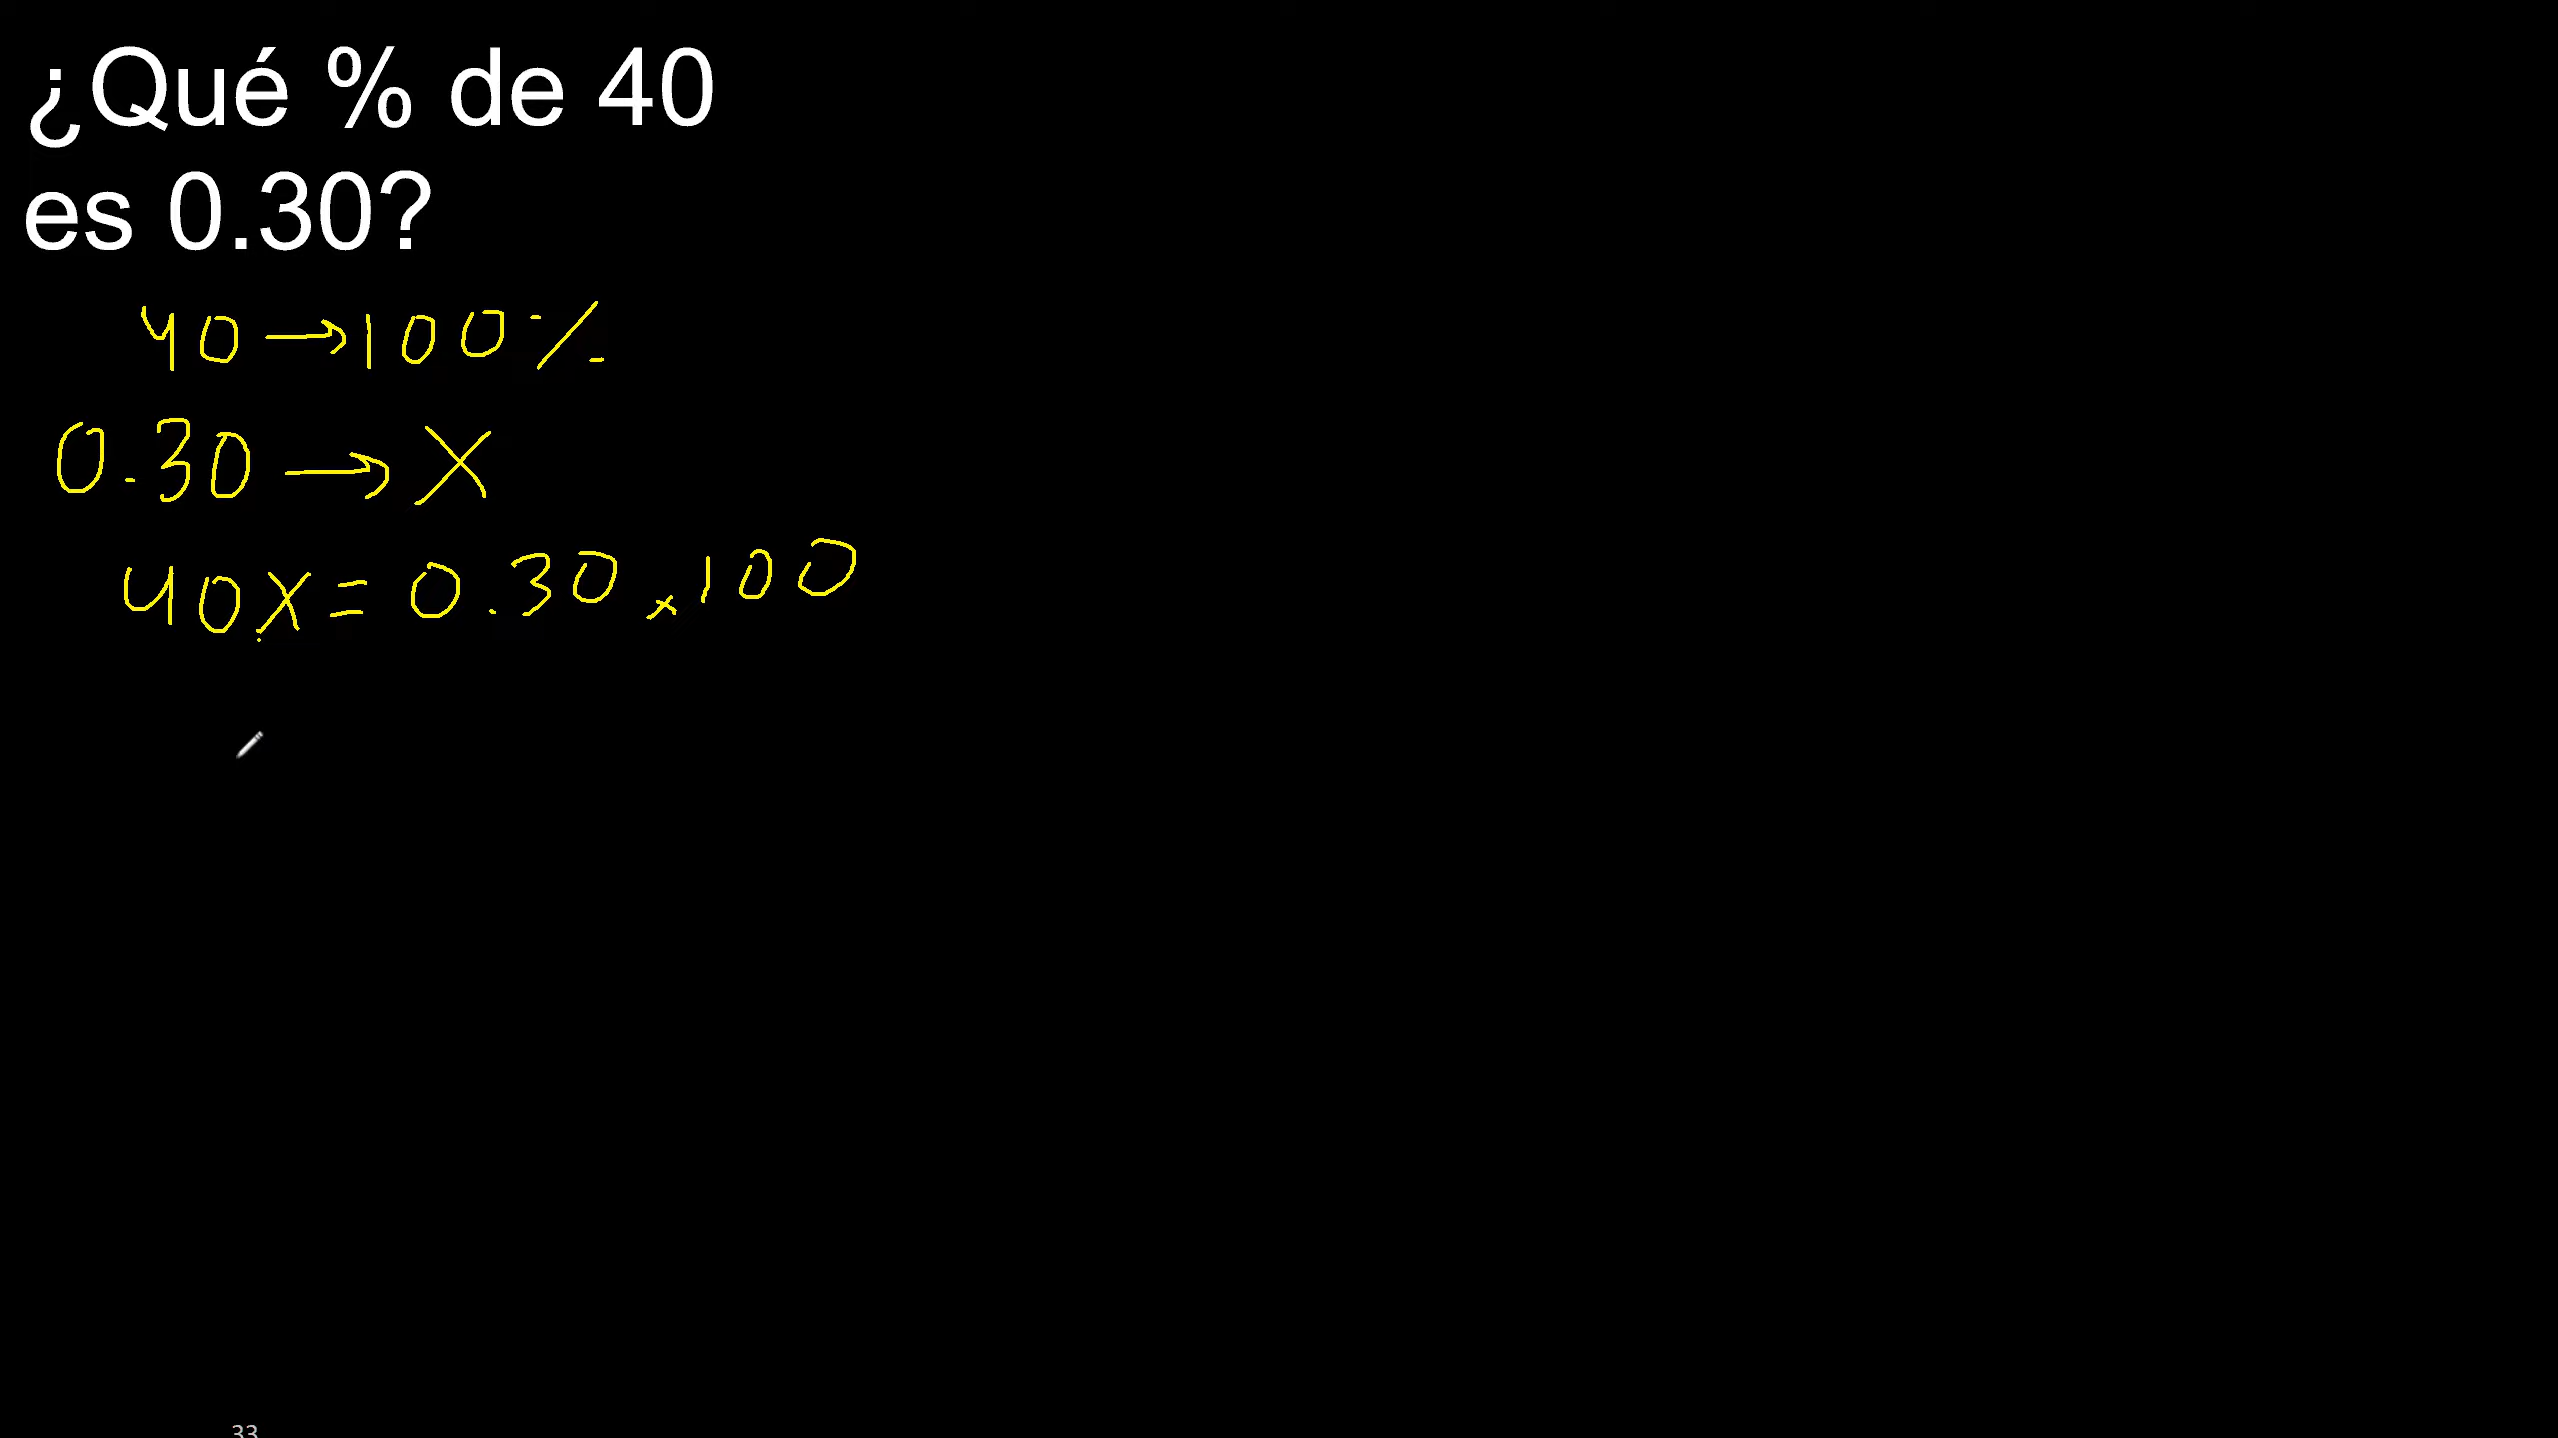 ¿Qué % de 40
es 0.30?
40 → 100%
0.30 → X
40X = 0.30 x 100
33